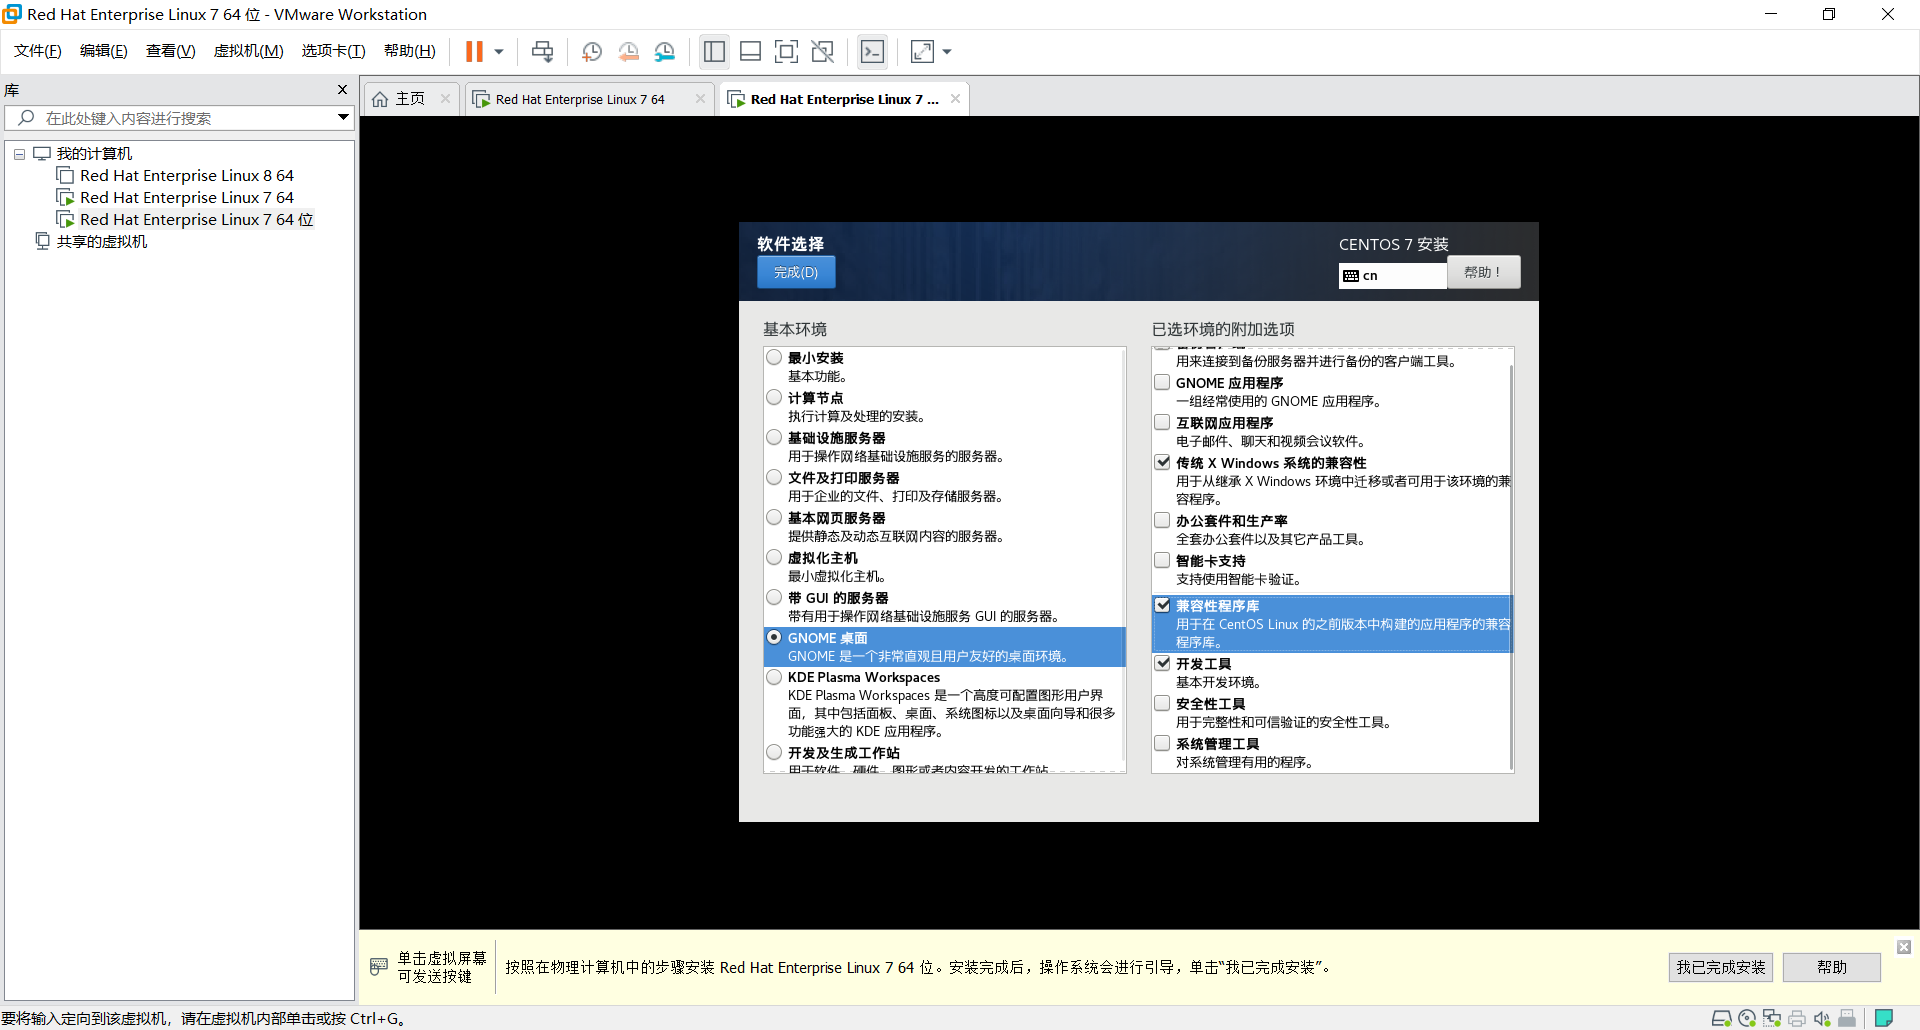 Red Hat Enterprise Linux 7 64 位 - VMware Workstation
文件(F) 编辑(E) 查看(V) 虚拟机(M) 选项卡(T) 帮助(H)
库
在此处键入内容进行搜索
我的计算机
Red Hat Enterprise Linux 8 64
Red Hat Enterprise Linux 7 64
Red Hat Enterprise Linux 7 64 位
共享的虚拟机
主页
Red Hat Enterprise Linux 7 64
Red Hat Enterprise Linux 7 ...
软件选择
完成(D)
CENTOS 7 安装
cn
帮助！
基本环境
最小安装
基本功能。
计算节点
执行计算及处理的安装。
基础设施服务器
用于操作网络基础设施服务的服务器。
文件及打印服务器
用于企业的文件、打印及存储服务器。
基本网页服务器
提供静态及动态互联网内容的服务器。
虚拟化主机
最小虚拟化主机。
带 GUI 的服务器
带有用于操作网络基础设施服务 GUI 的服务器。
GNOME 桌面
GNOME 是一个非常直观且用户友好的桌面环境。
KDE Plasma Workspaces
KDE Plasma Workspaces 是一个高度可配置图形用户界
面，其中包括面板、桌面、系统图标以及桌面向导和很多
功能强大的 KDE 应用程序。
开发及生成工作站
用于软件、硬件、图形或者内容开发的工作站
已选环境的附加选项
用来连接到备份服务器并进行备份的客户端工具。
GNOME 应用程序
一组经常使用的 GNOME 应用程序。
互联网应用程序
电子邮件、聊天和视频会议软件。
传统 X Windows 系统的兼容性
用于从继承 X Windows 环境中迁移或者可用于该环境的兼
容程序。
办公套件和生产率
全套办公套件以及其它产品工具。
智能卡支持
支持使用智能卡验证。
兼容性程序库
用于在 CentOS Linux 的之前版本中构建的应用程序的兼容
程序库。
开发工具
基本开发环境。
安全性工具
用于完整性和可信验证的安全性工具。
系统管理工具
对系统管理有用的程序。
单击虚拟屏幕
可发送按键
按照在物理计算机中的步骤安装 Red Hat Enterprise Linux 7 64 位。安装完成后，操作系统会进行引导，单击“我已完成安装”。
我已完成安装
帮助
要将输入定向到该虚拟机，请在虚拟机内部单击或按 Ctrl+G。